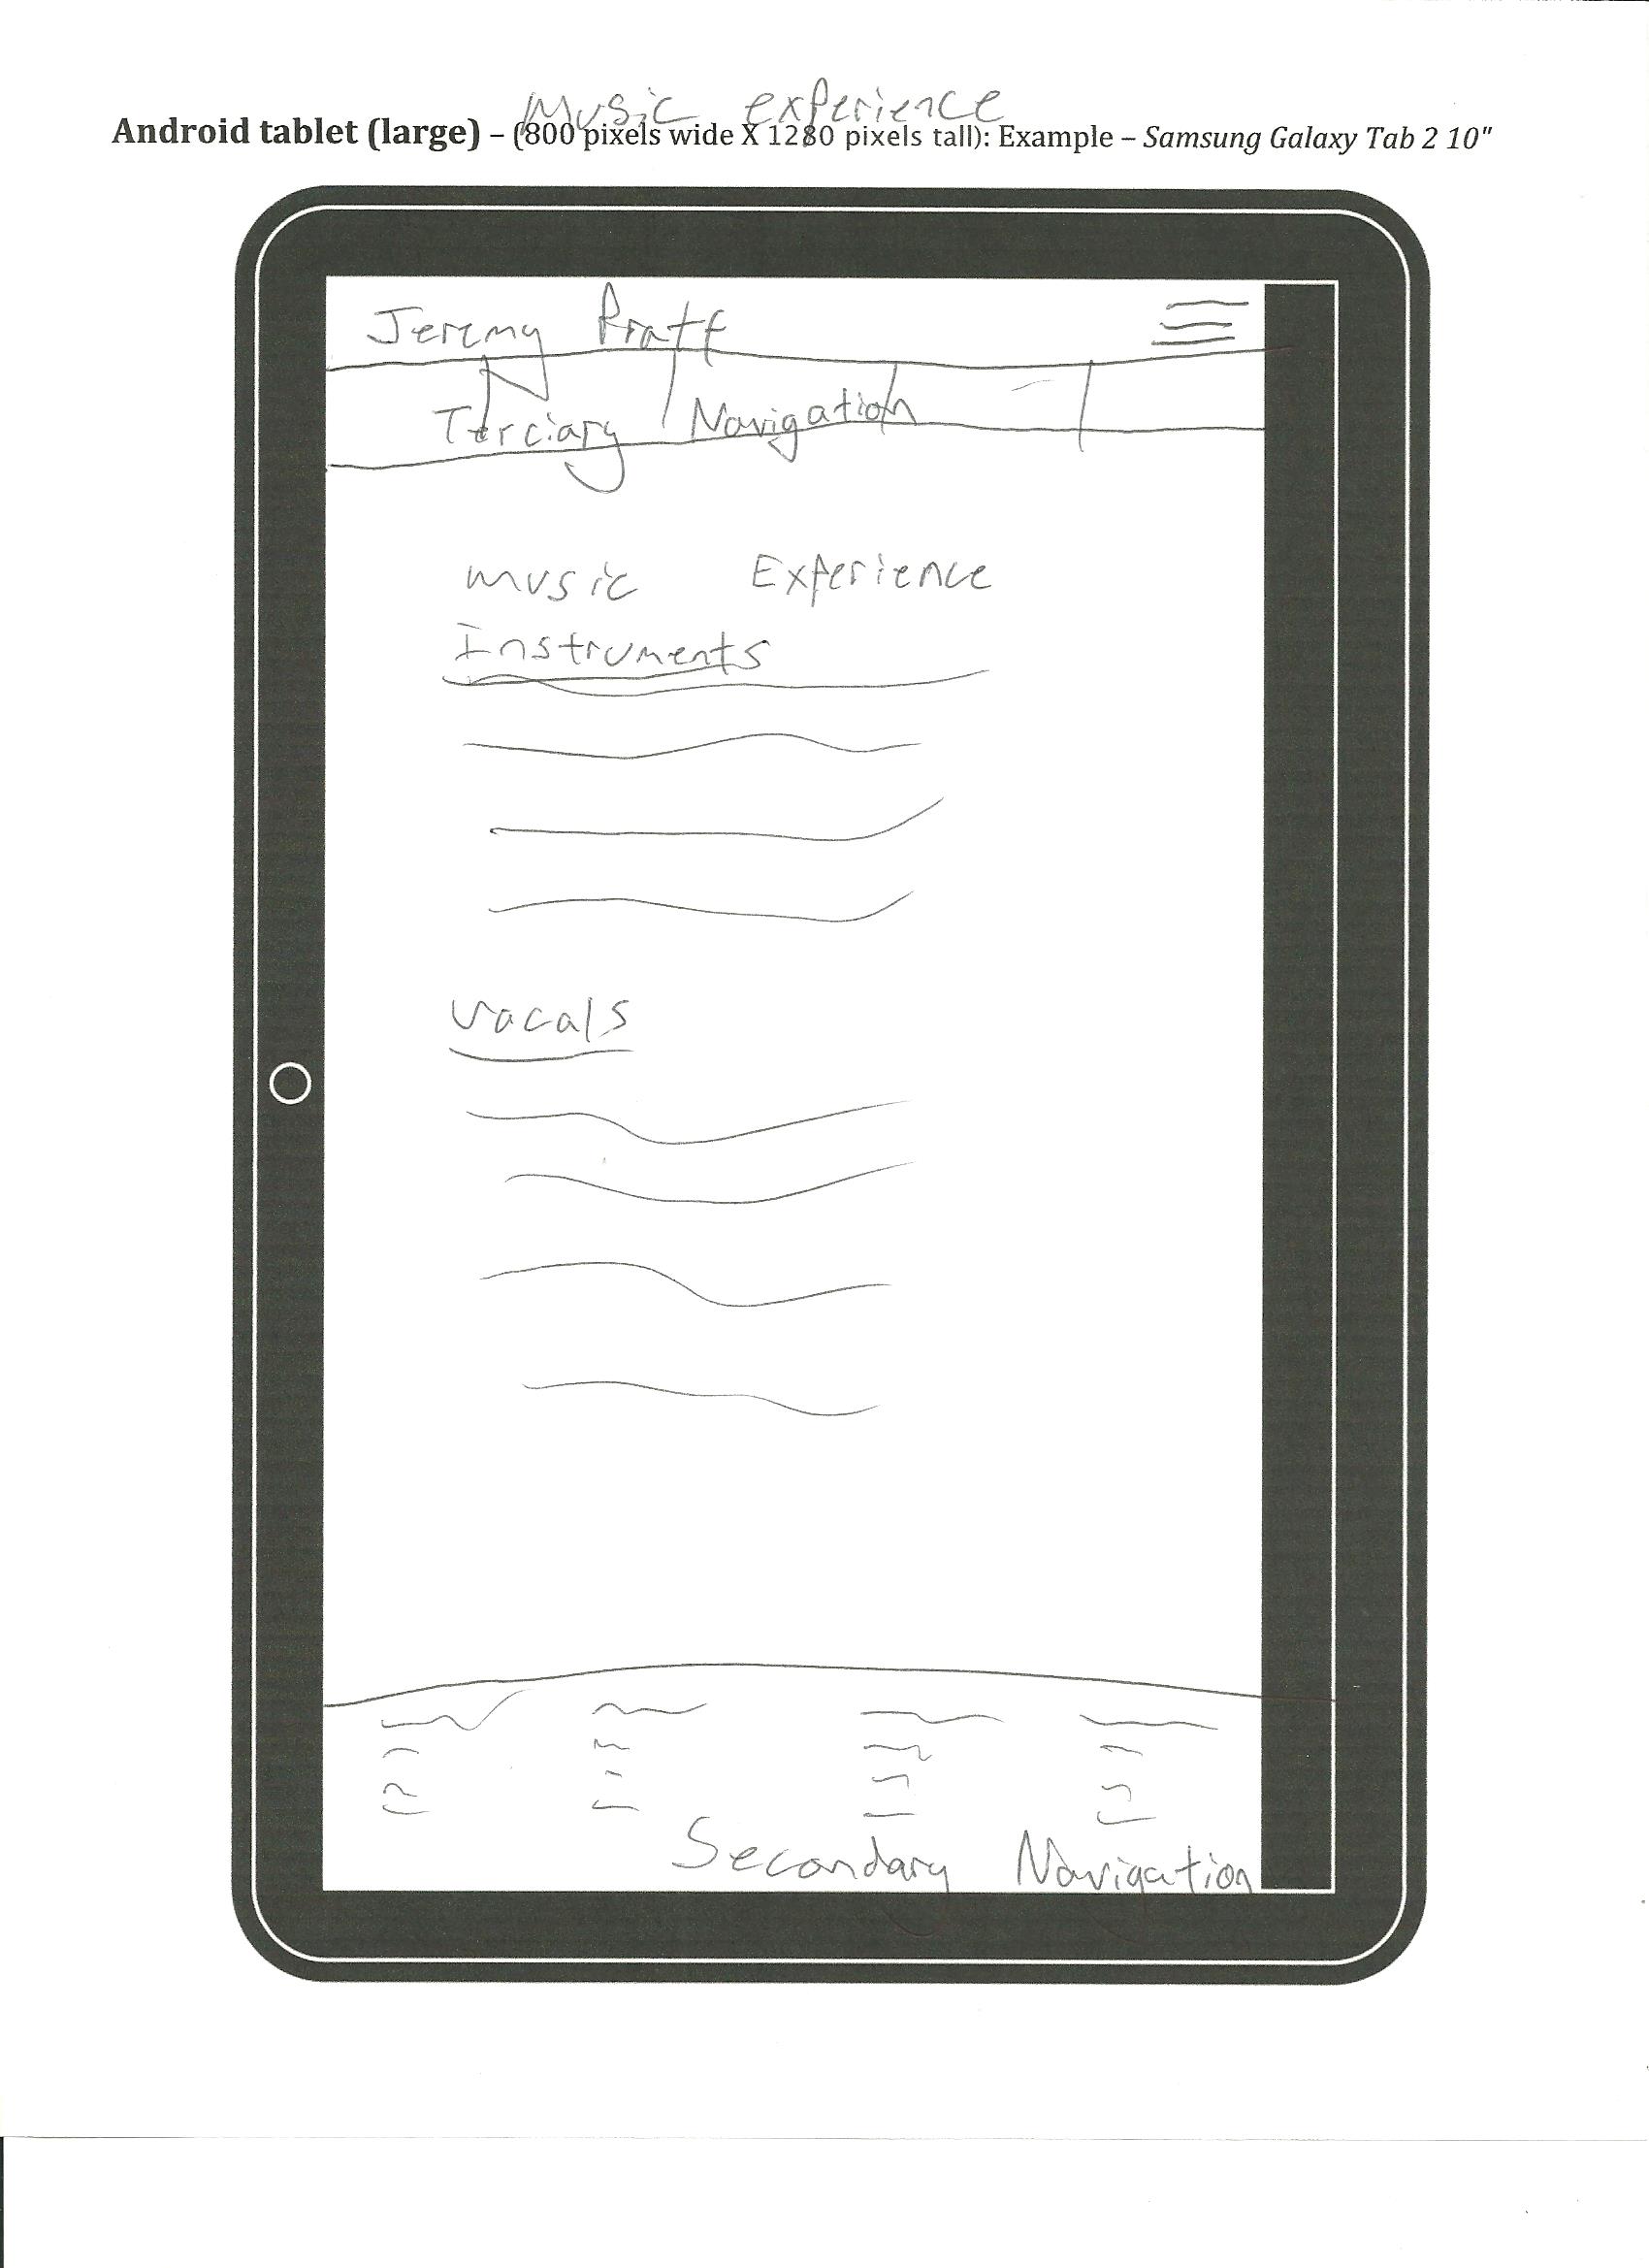 music experience
Android tablet (large) – (800 pixels wide X 1280 pixels tall): Example – Samsung Galaxy Tab 2 10"
Jeremy Pratt
Terciary Navigation
music Experience
Instruments
Vocals
Secondary Navigation